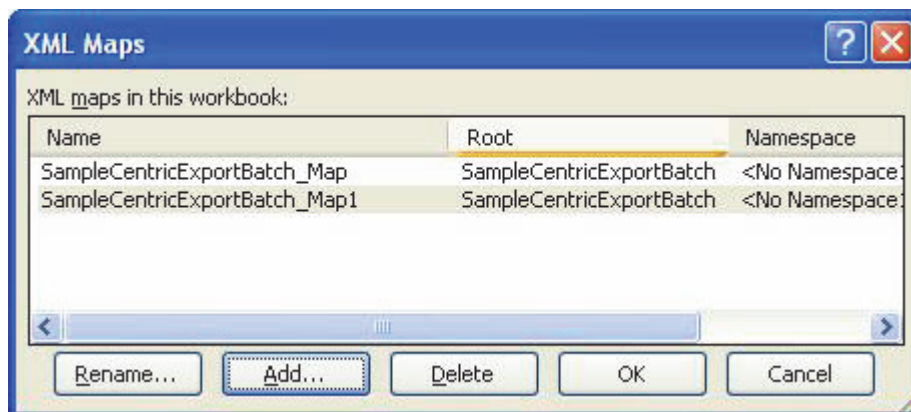 XML Maps
XML maps in this workbook:
Name Root Namespace
SampleCentricExportBatch_Map SampleCentricExportBatch <No Namespace
SampleCentricExportBatch_Map1 SampleCentricExportBatch <No Namespace
Rename... Add... Delete OK Cancel